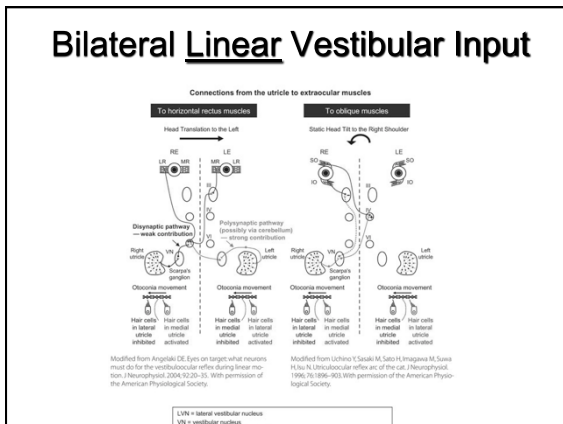 Bilateral Linear Vestibular Input
Connections from the utricle to extraocular muscles
To horizontal rectus muscles
Head Translation to the Left
RE
LE
LR
MR
MR
LR
III
IV
VI
Disynaptic pathway
— weak contribution
Polysynaptic pathway
(possibly via cerebellum)
— strong contribution
Right
utricle
VN
Scarpa's
ganglion
Left
utricle
Otoconia movement
Otoconia movement
Hair cells
in lateral
utricle
inhibited
Hair cells
in medial
utricle
activated
Hair cells
in medial
utricle
inhibited
Hair cells
in lateral
utricle
activated
Modified from Angelaki DE. Eyes on target: what neurons
must do for the vestibuloocular reflex during linear mo-
tion. J Neurophysiol. 2004; 92:20–35. With permission of
the American Physiological Society.
To oblique muscles
Static Head Tilt to the Right Shoulder
RE
LE
SO
IO
SO
IO
III
IV
VI
Right
utricle
VN
Scarpa's
ganglion
Left
utricle
Otoconia movement
Otoconia movement
Hair cells
in lateral
utricle
inhibited
Hair cells
in medial
utricle
activated
Hair cells
in medial
utricle
inhibited
Hair cells
in lateral
utricle
activated
Modified from Uchino Y, Sasaki M, Sato H, Imagawa M, Suwa
H, Isu N. Utriculoocular reflex arc of the cat. J Neurophysiol.
1996; 76:1896–903. With permission of the American Physio-
logical Society.
LVN = lateral vestibular nucleus
VN = vestibular nucleus